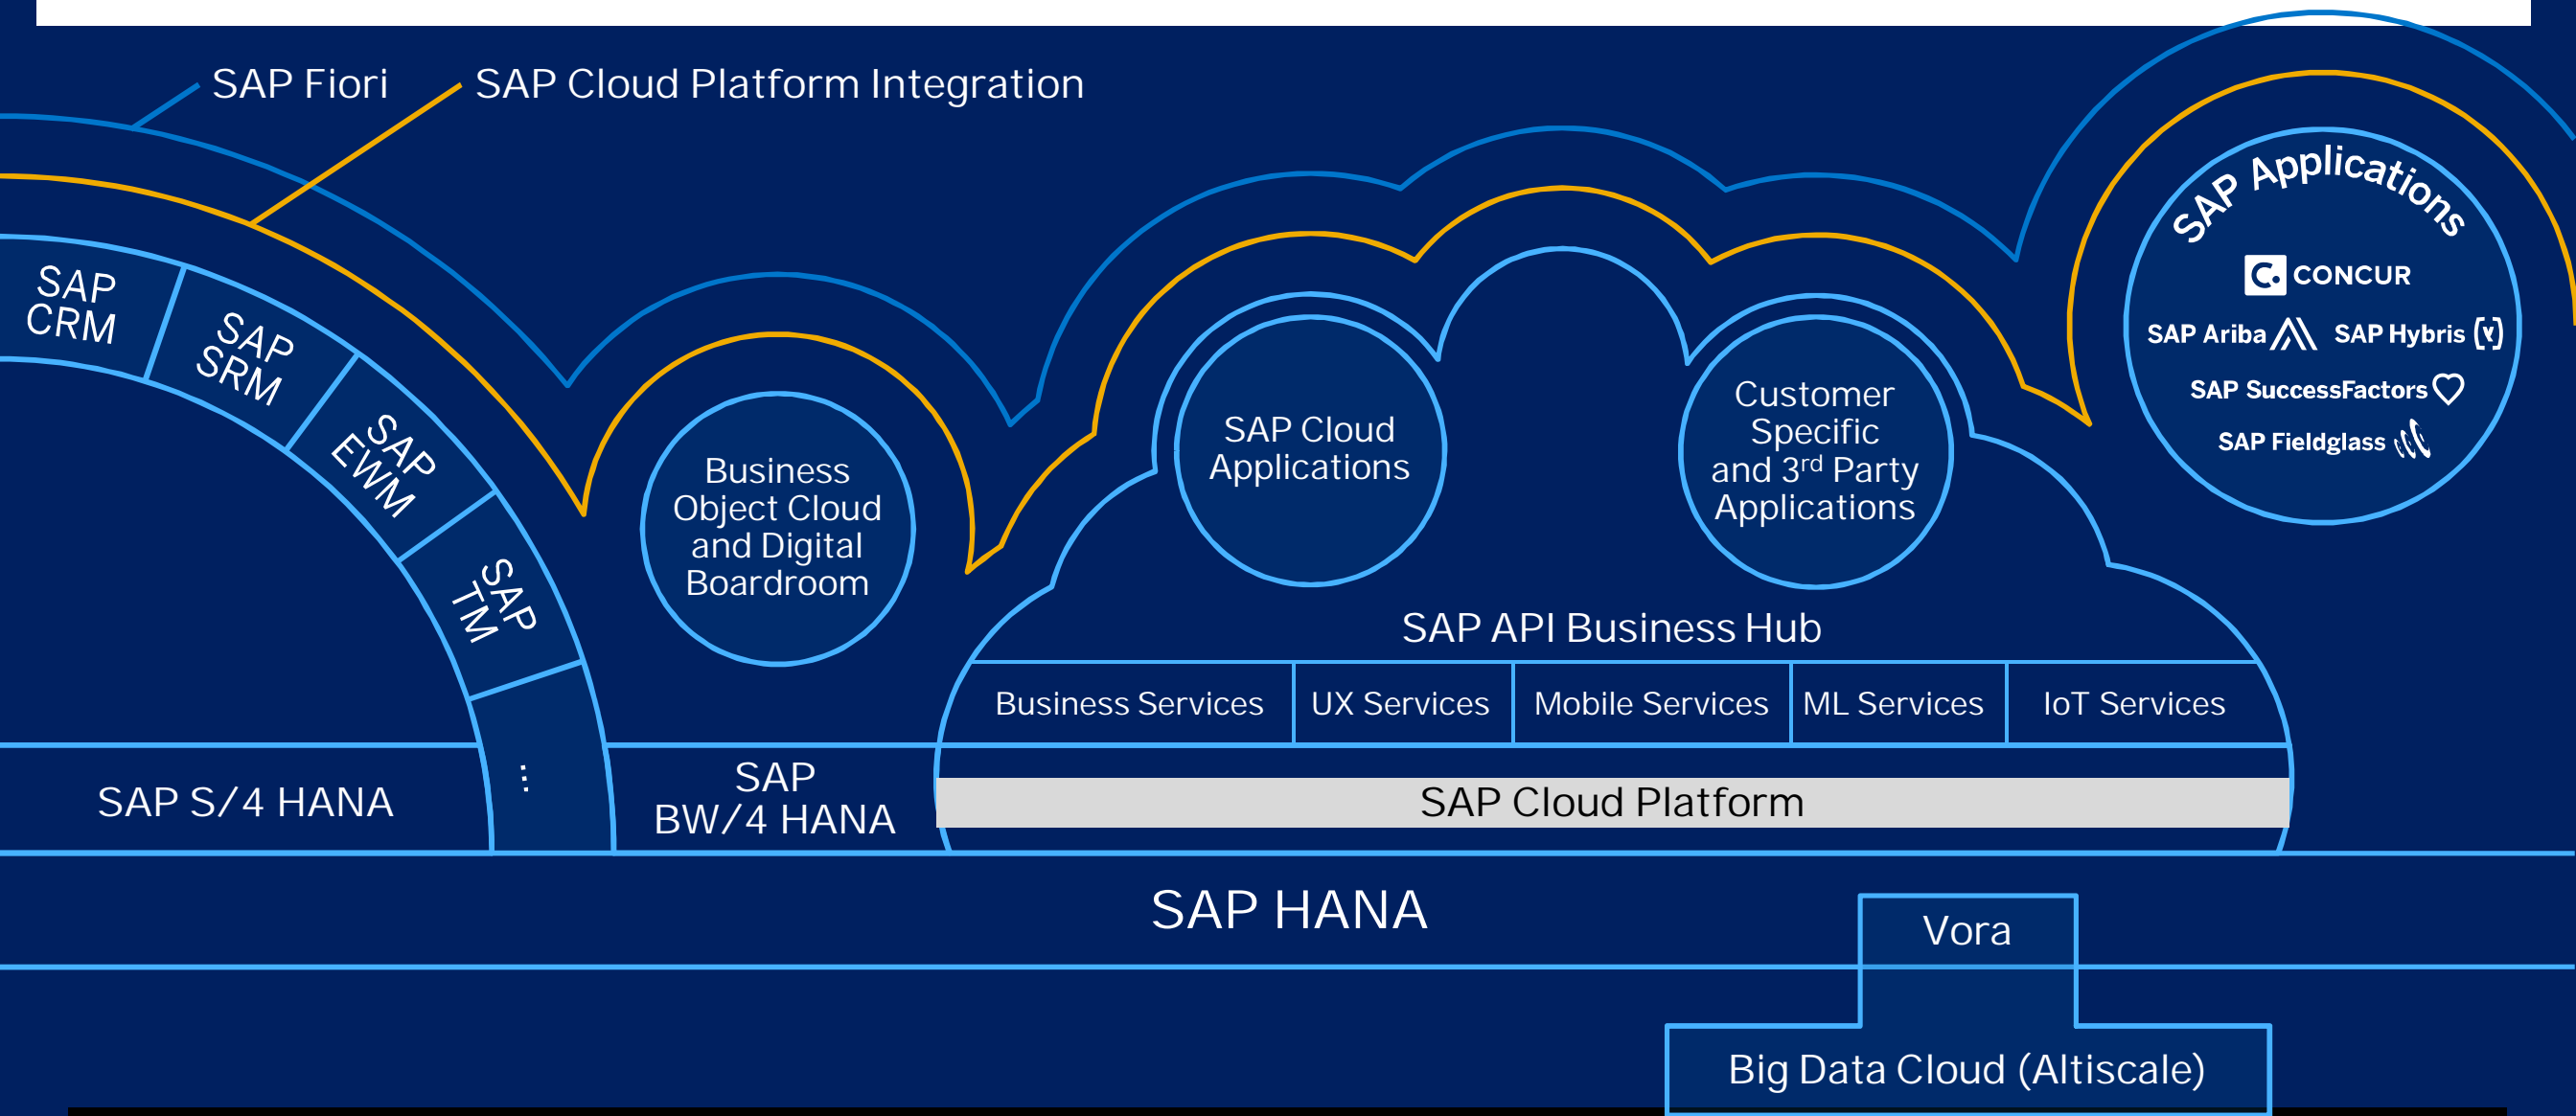 SAP Fiori
SAP Cloud Platform Integration
SAP
CRM
SAP
SRM
SAP
EWM
SAP
TM
...
Business
Object Cloud
and Digital
Boardroom
SAP Cloud
Applications
Customer
Specific
and 3rd Party
Applications
SAP Applications
C. CONCUR
SAP Ariba
SAP Hybris
SAP SuccessFactors
SAP Fieldglass
SAP API Business Hub
Business Services
UX Services
Mobile Services
ML Services
IoT Services
SAP S/4 HANA
SAP
BW/4 HANA
SAP Cloud Platform
SAP HANA
Vora
Big Data Cloud (Altiscale)